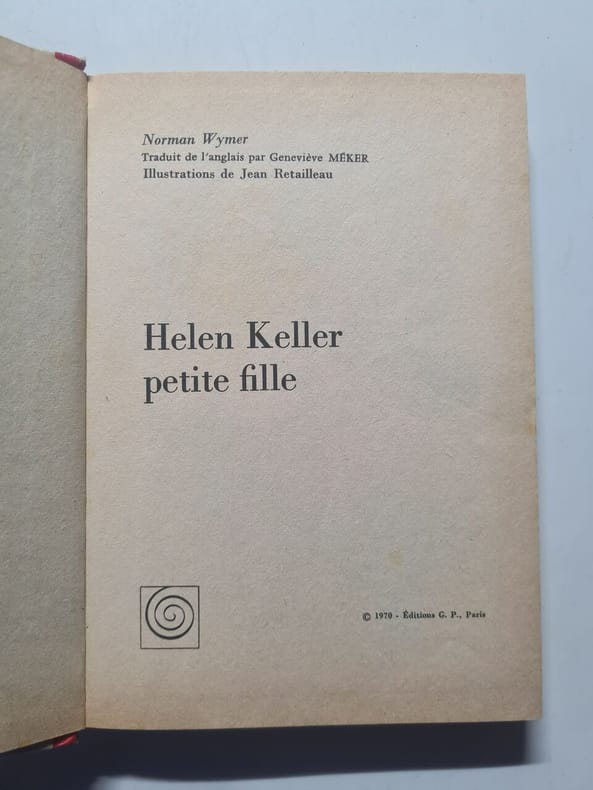 Norman Wymer
Traduit de l'anglais par Geneviève MÉKER
Illustrations de Jean Retailleau
Helen Keller
petite fille
© 1970 - Éditions G. P., Paris